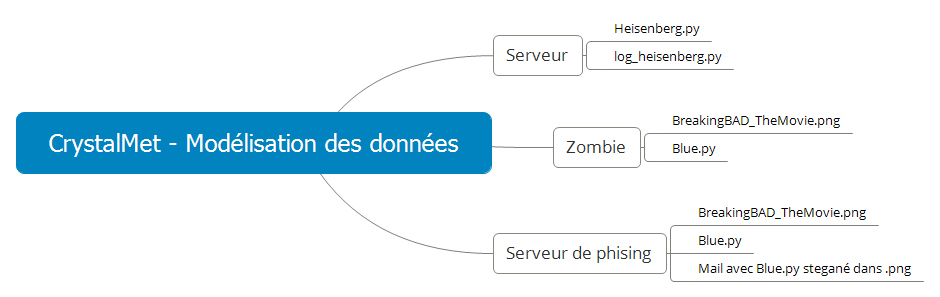 CrystalMet - Modélisation des données
Serveur
Heisenberg.py
log_heisenberg.py
Zombie
BreakingBAD_TheMovie.png
Blue.py
Serveur de phising
BreakingBAD_TheMovie.png
Blue.py
Mail avec Blue.py stegané dans .png